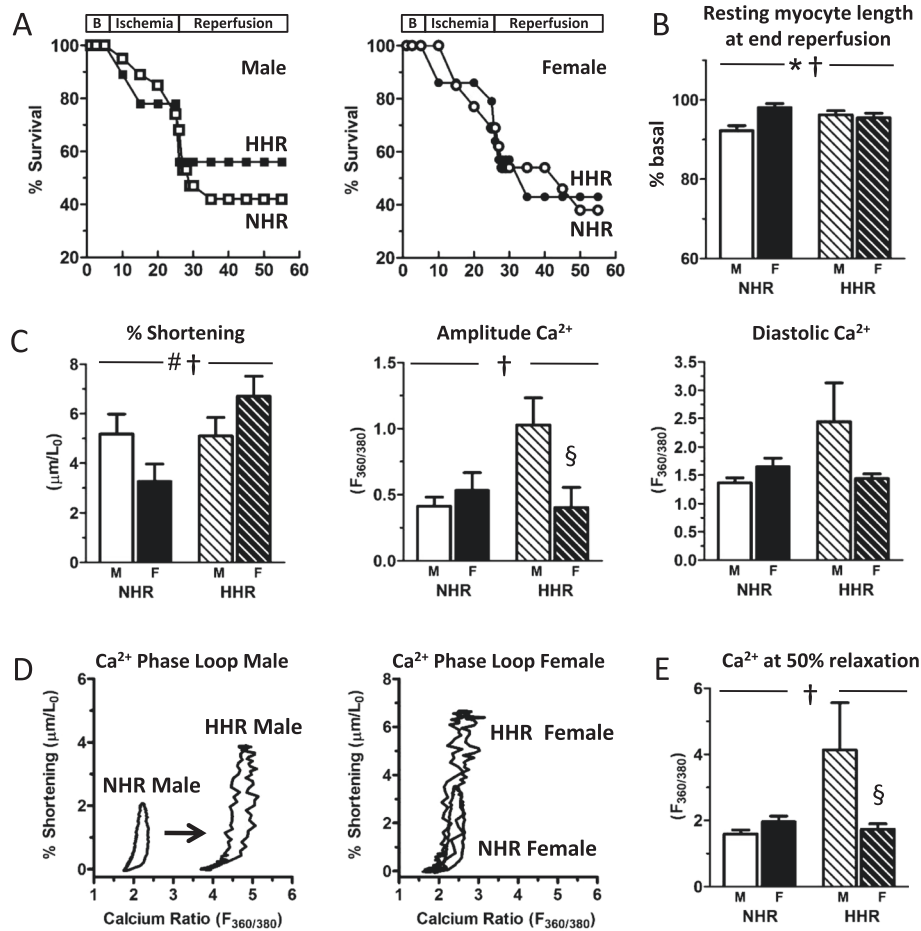 A
B Ischemia Reperfusion
Male
HHR
NHR
% Survival
100
80
60
40
20
0 10 20 30 40 50 60
B Ischemia Reperfusion
Female
HHR
NHR
% Survival
100
80
60
40
20
0 10 20 30 40 50 60
B
Resting myocyte length
at end reperfusion
* †
% basal
100
90
80
60
M F M F
NHR HHR
C
% Shortening
# †
(μm/L₀)
8
6
4
2
0
M F M F
NHR HHR
Amplitude Ca²⁺
†
§
(F₃₆₀/₃₈₀)
1.5
1.0
0.5
0.0
M F M F
NHR HHR
Diastolic Ca²⁺
(F₃₆₀/₃₈₀)
3.5
3.0
2.5
2.0
1.5
1.0
0.5
0.0
M F M F
NHR HHR
D
Ca²⁺ Phase Loop Male
% Shortening (μm/L₀)
6
4
2
0
HHR Male
NHR Male
1 2 3 4 5 6
Calcium Ratio (F₃₆₀/₃₈₀)
Ca²⁺ Phase Loop Female
% Shortening (μm/L₀)
8
6
4
2
0
HHR Female
NHR Female
1 2 3 4 5 6
Calcium Ratio (F₃₆₀/₃₈₀)
E
Ca²⁺ at 50% relaxation
†
§
(F₃₆₀/₃₈₀)
6
4
2
0
M F M F
NHR HHR